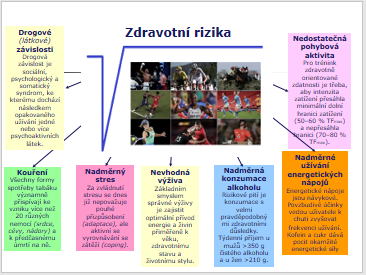 Zdravotní rizika
Drogové
(látkové)
závislosti
Drogová
závislost je
sociální,
psychologický a
somatický
syndrom, ke
kterému dochází
následkem
opakovaného
užívání jedné
nebo více
psychoaktivních
látek.
Nedostatečná
pohybová
aktivita
Pro trénink
zdravotně
orientované
zdatnosti je třeba,
aby intenzita
zatížení přesáhla
minimální dolní
hranici zatížení
(50–60 % TFmax)
a nepřesáhla
hranici (70–80 %
TFmax).
Kouření
Všechny formy
spotřeby tabáku
významně
přispívají ke
vzniku více než
20 různých
nemocí (srdce,
cévy, nádory) a
k předčasnému
úmrtí na ně.
Nadměrný
stres
Za zvládnutí
stresu se dnes
již nepovažuje
pouhé
přizpůsobení
(adaptace), ale
aktivní se
vyrovnávání se
zátěží (coping).
Nevhodná
výživa
Základním
smyslem
správné výživy
je zajistit
optimální přívod
energie a živin
přiměřeně k
věku,
zdravotnímu
stavu a
životnímu stylu.
Nadměrná
konzumace
alkoholu
Rizikové pití je
konzumace s
velmi
pravděpodobný
mi zdravotními
důsledky.
Týdenní příjem u
mužů >350 g
čistého alkoholu
a u žen >210 g.
Nadměrné
užívání
energetických
nápojů
Energetické nápoje
jsou návykové.
Povzbudivé účinky
vedou uživatele k
chuti zvyšovat
frekvenci užívání.
Kofein a cukr dává
pocit okamžité
energetické síly